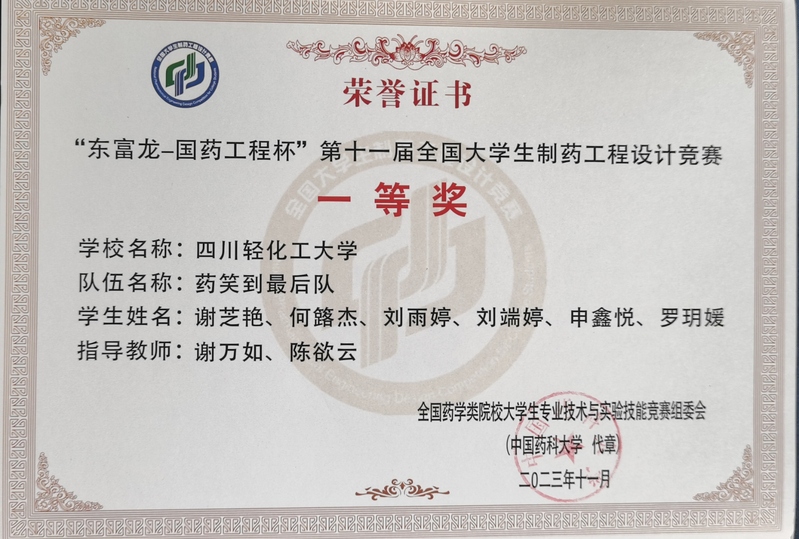 荣誉证书
“东富龙–国药工程杯”第十一届全国大学生制药工程设计竞赛
一等奖
学校名称：四川轻化工大学
队伍名称：药笑到最后队
学生姓名：谢芝艳、何簬杰、刘雨婷、刘端婷、申鑫悦、罗玥媛
指导教师：谢万如、陈欲云
全国药学类院校大学生专业技术与实验技能竞赛组委会
（中国药科大学 代章）
二〇二三年十一月